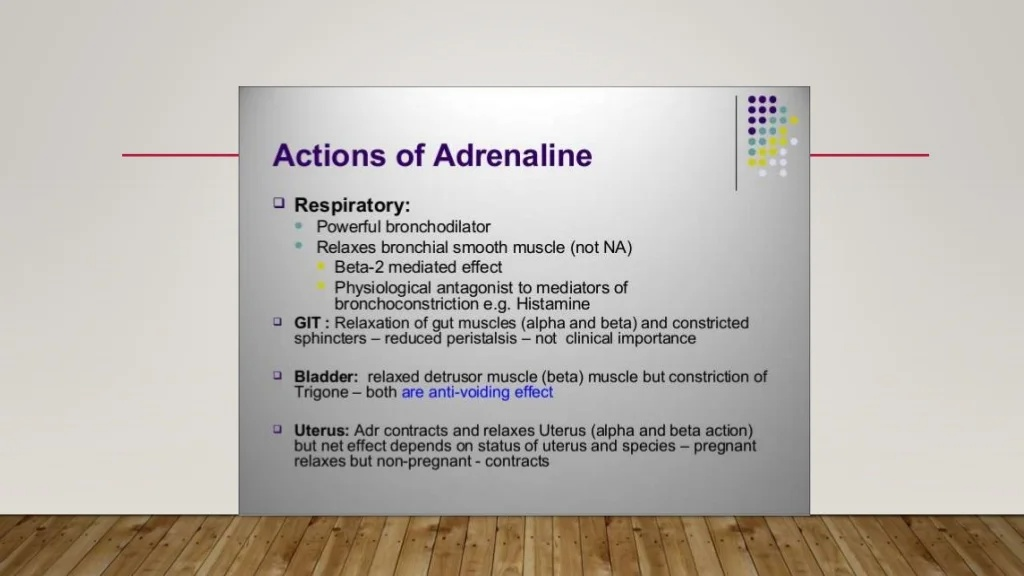 Actions of Adrenaline
Respiratory:
Powerful bronchodilator
Relaxes bronchial smooth muscle (not NA)
Beta-2 mediated effect
Physiological antagonist to mediators of
bronchoconstriction e.g. Histamine
GIT : Relaxation of gut muscles (alpha and beta) and constricted
sphincters – reduced peristalsis – not clinical importance
Bladder: relaxed detrusor muscle (beta) muscle but constriction of
Trigone – both are anti-voiding effect
Uterus: Adr contracts and relaxes Uterus (alpha and beta action)
but net effect depends on status of uterus and species – pregnant
relaxes but non-pregnant - contracts